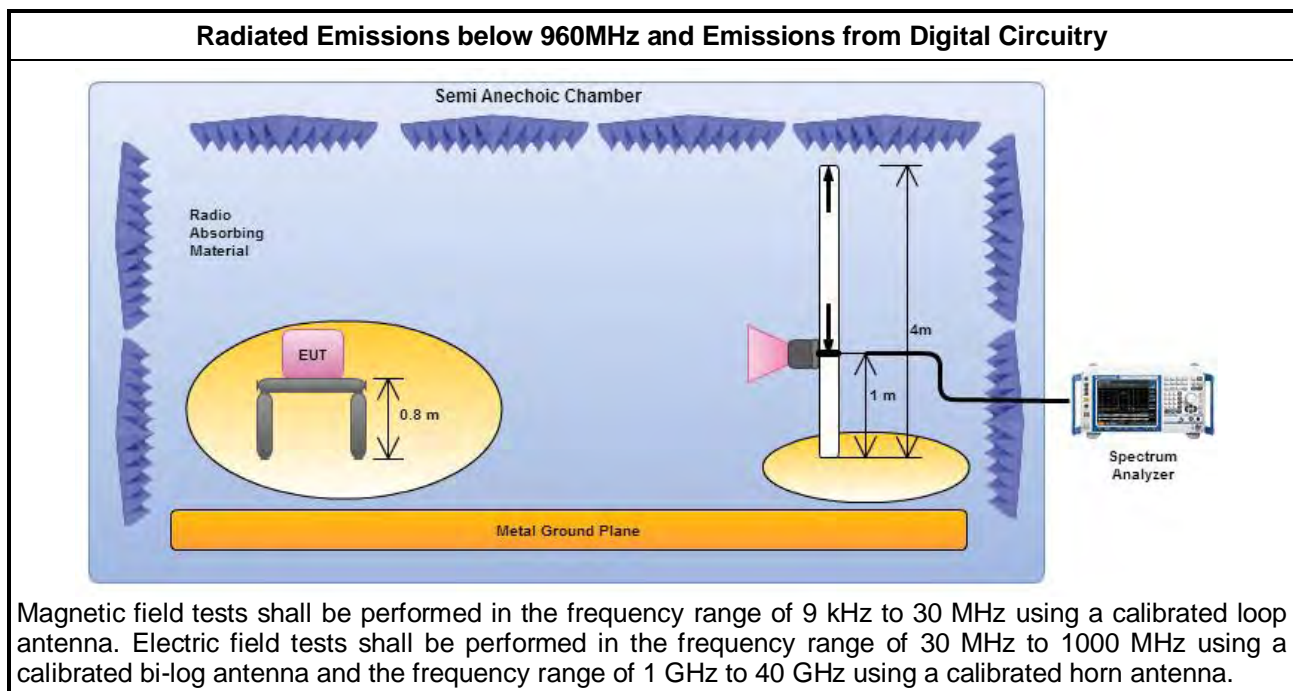 Radiated Emissions below 960MHz and Emissions from Digital Circuitry
Semi Anechoic Chamber
Radio
Absorbing
Material
EUT
0.8 m
4m
1 m
Spectrum
Analyzer
Metal Ground Plane
Magnetic field tests shall be performed in the frequency range of 9 kHz to 30 MHz using a calibrated loop
antenna. Electric field tests shall be performed in the frequency range of 30 MHz to 1000 MHz using a
calibrated bi-log antenna and the frequency range of 1 GHz to 40 GHz using a calibrated horn antenna.